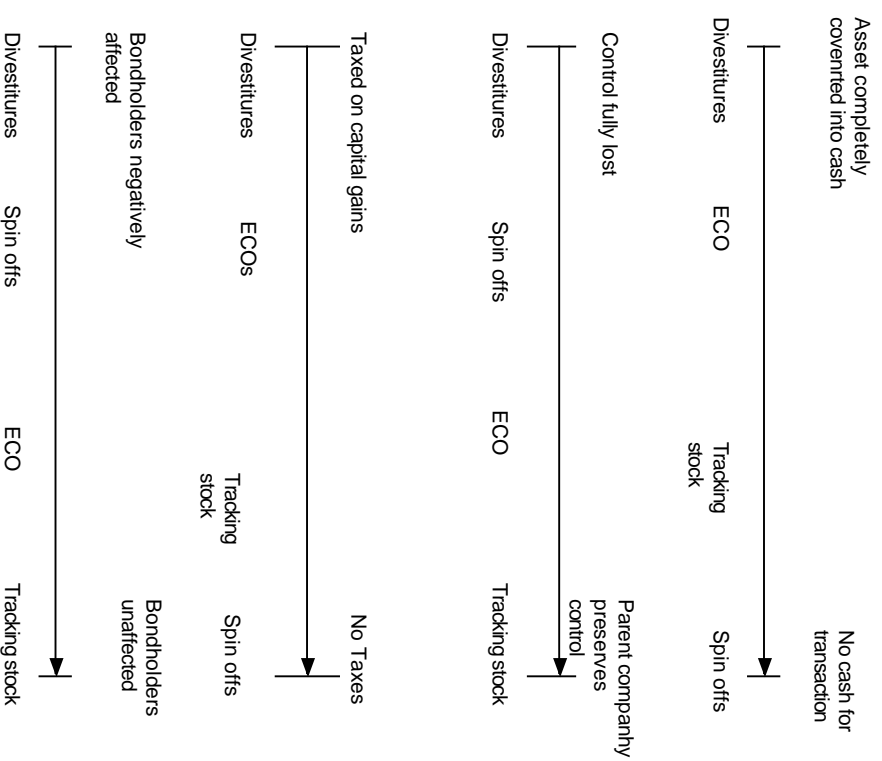 Asset completely
covenrted into cash
No cash for
transaction
Divestitures
ECO
Tracking
stock
Spin offs
Control fully lost
Parent companhy
preserves
control
Divestitures
Spin offs
ECO
Tracking stock
Taxed on capital gains
No Taxes
Divestitures
ECOs
Tracking
stock
Spin offs
Bondholders negatively
affected
Bondholders
unaffected
Divestitures
Spin offs
ECO
Tracking stock